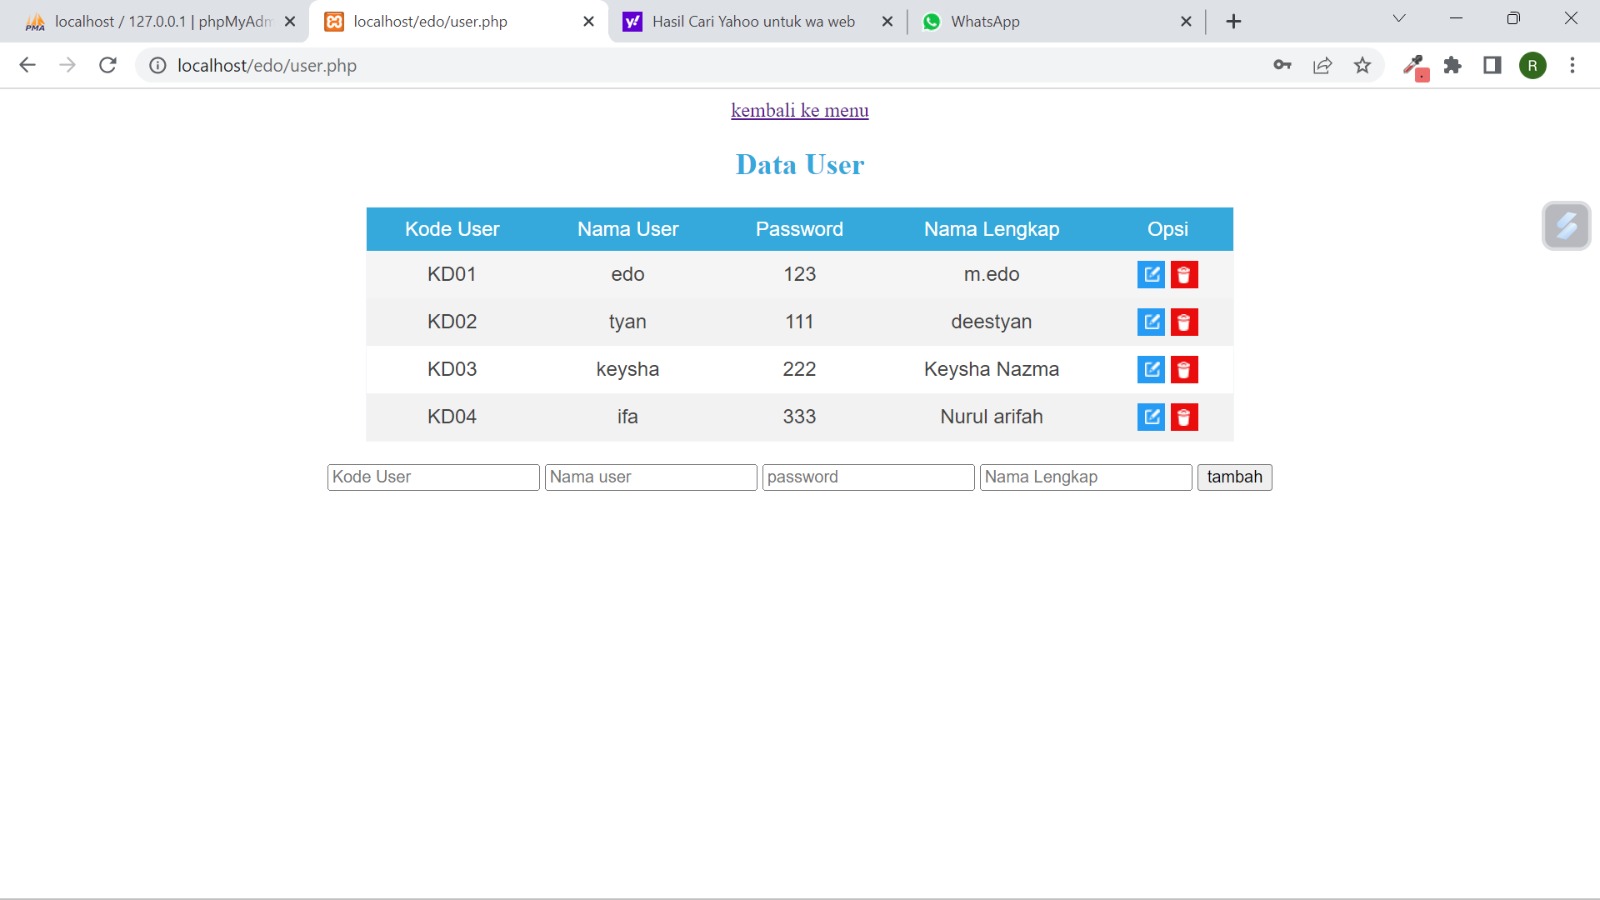 localhost / 127.0.0.1 | phpMyAdm
localhost/edo/user.php
Hasil Cari Yahoo untuk wa web
WhatsApp
localhost/edo/user.php
R
kembali ke menu
Data User
Kode User Nama User Password Nama Lengkap Opsi
KD01 edo 123 m.edo
KD02 tyan 111 deestyan
KD03 keysha 222 Keysha Nazma
KD04 ifa 333 Nurul arifah
Kode User Nama user password Nama Lengkap tambah